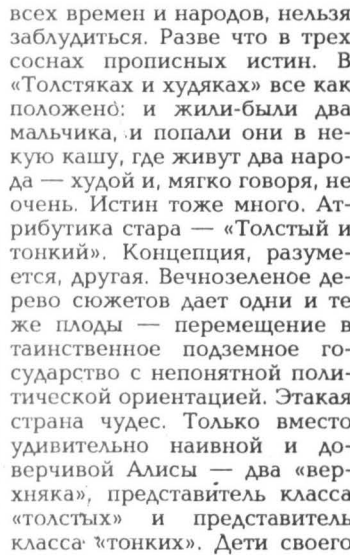 всех времен и народов, нельзя
заблудиться. Разве что в трех
соснах прописных истин. В
«Толстяках и худяках» все как
положено: и жили-были два
мальчика, и попали они в не-
кую кашу, где живут два наро-
да — худой и, мягко говоря, не
очень. Истин тоже много. Ат-
рибутика стара — «Толстый и
тонкий». Концепция, разуме-
ется, другая. Вечнозеленое де-
рево сюжетов дает одни и те
же плоды — перемещение в
таинственное подземное го-
сударство с непонятной поли-
тической ориентацией. Этакая
страна чудес. Только вместо
удивительно наивной и до-
верчивой Алисы — два «вер-
хняка», представитель класса
«толстых» и представитель
класса «тонких». Дети своего